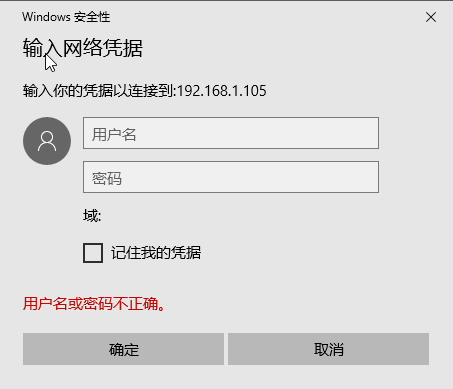 Windows 安全性
输入网络凭据
输入你的凭据以连接到:192.168.1.105
用户名
密码
域:
记住我的凭据
用户名或密码不正确。
确定
取消